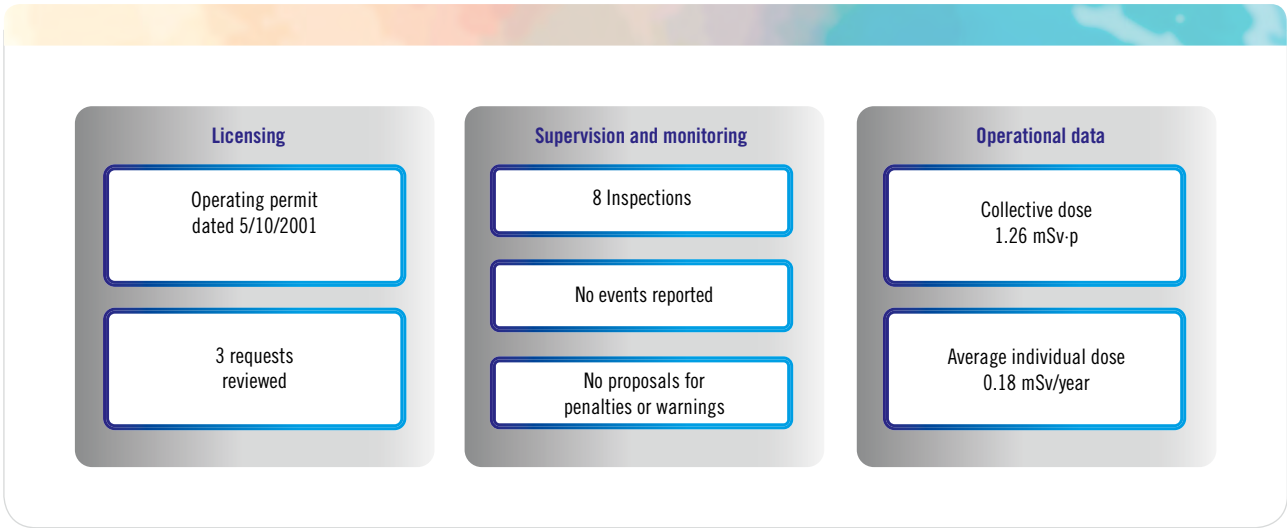 Licensing
Operating permit
dated 5/10/2001
3 requests
reviewed
Supervision and monitoring
8 Inspections
No events reported
No proposals for
penalties or warnings
Operational data
Collective dose
1.26 mSv·p
Average individual dose
0.18 mSv/year